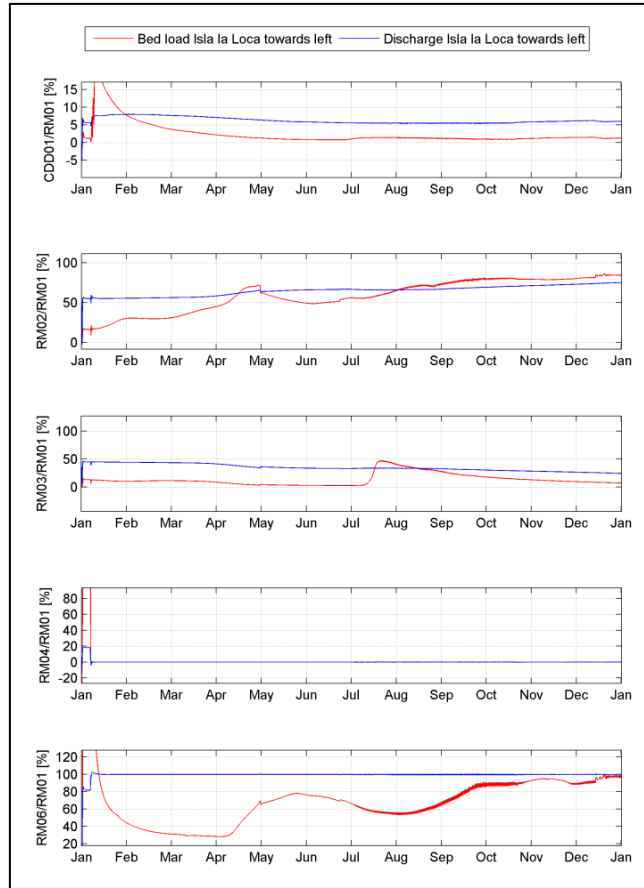 Bed load Isla la Loca towards left Discharge Isla la Loca towards left
CDD01/RM01 [%]
15
10
5
0
-5
Jan Feb Mar Apr May Jun Jul Aug Sep Oct Nov Dec Jan
RM02/RM01 [%]
100
50
0
Jan Feb Mar Apr May Jun Jul Aug Sep Oct Nov Dec Jan
RM03/RM01 [%]
100
50
0
Jan Feb Mar Apr May Jun Jul Aug Sep Oct Nov Dec Jan
RM04/RM01 [%]
80
60
40
20
0
-20
Jan Feb Mar Apr May Jun Jul Aug Sep Oct Nov Dec Jan
RM06/RM01 [%]
120
100
80
60
40
20
Jan Feb Mar Apr May Jun Jul Aug Sep Oct Nov Dec Jan